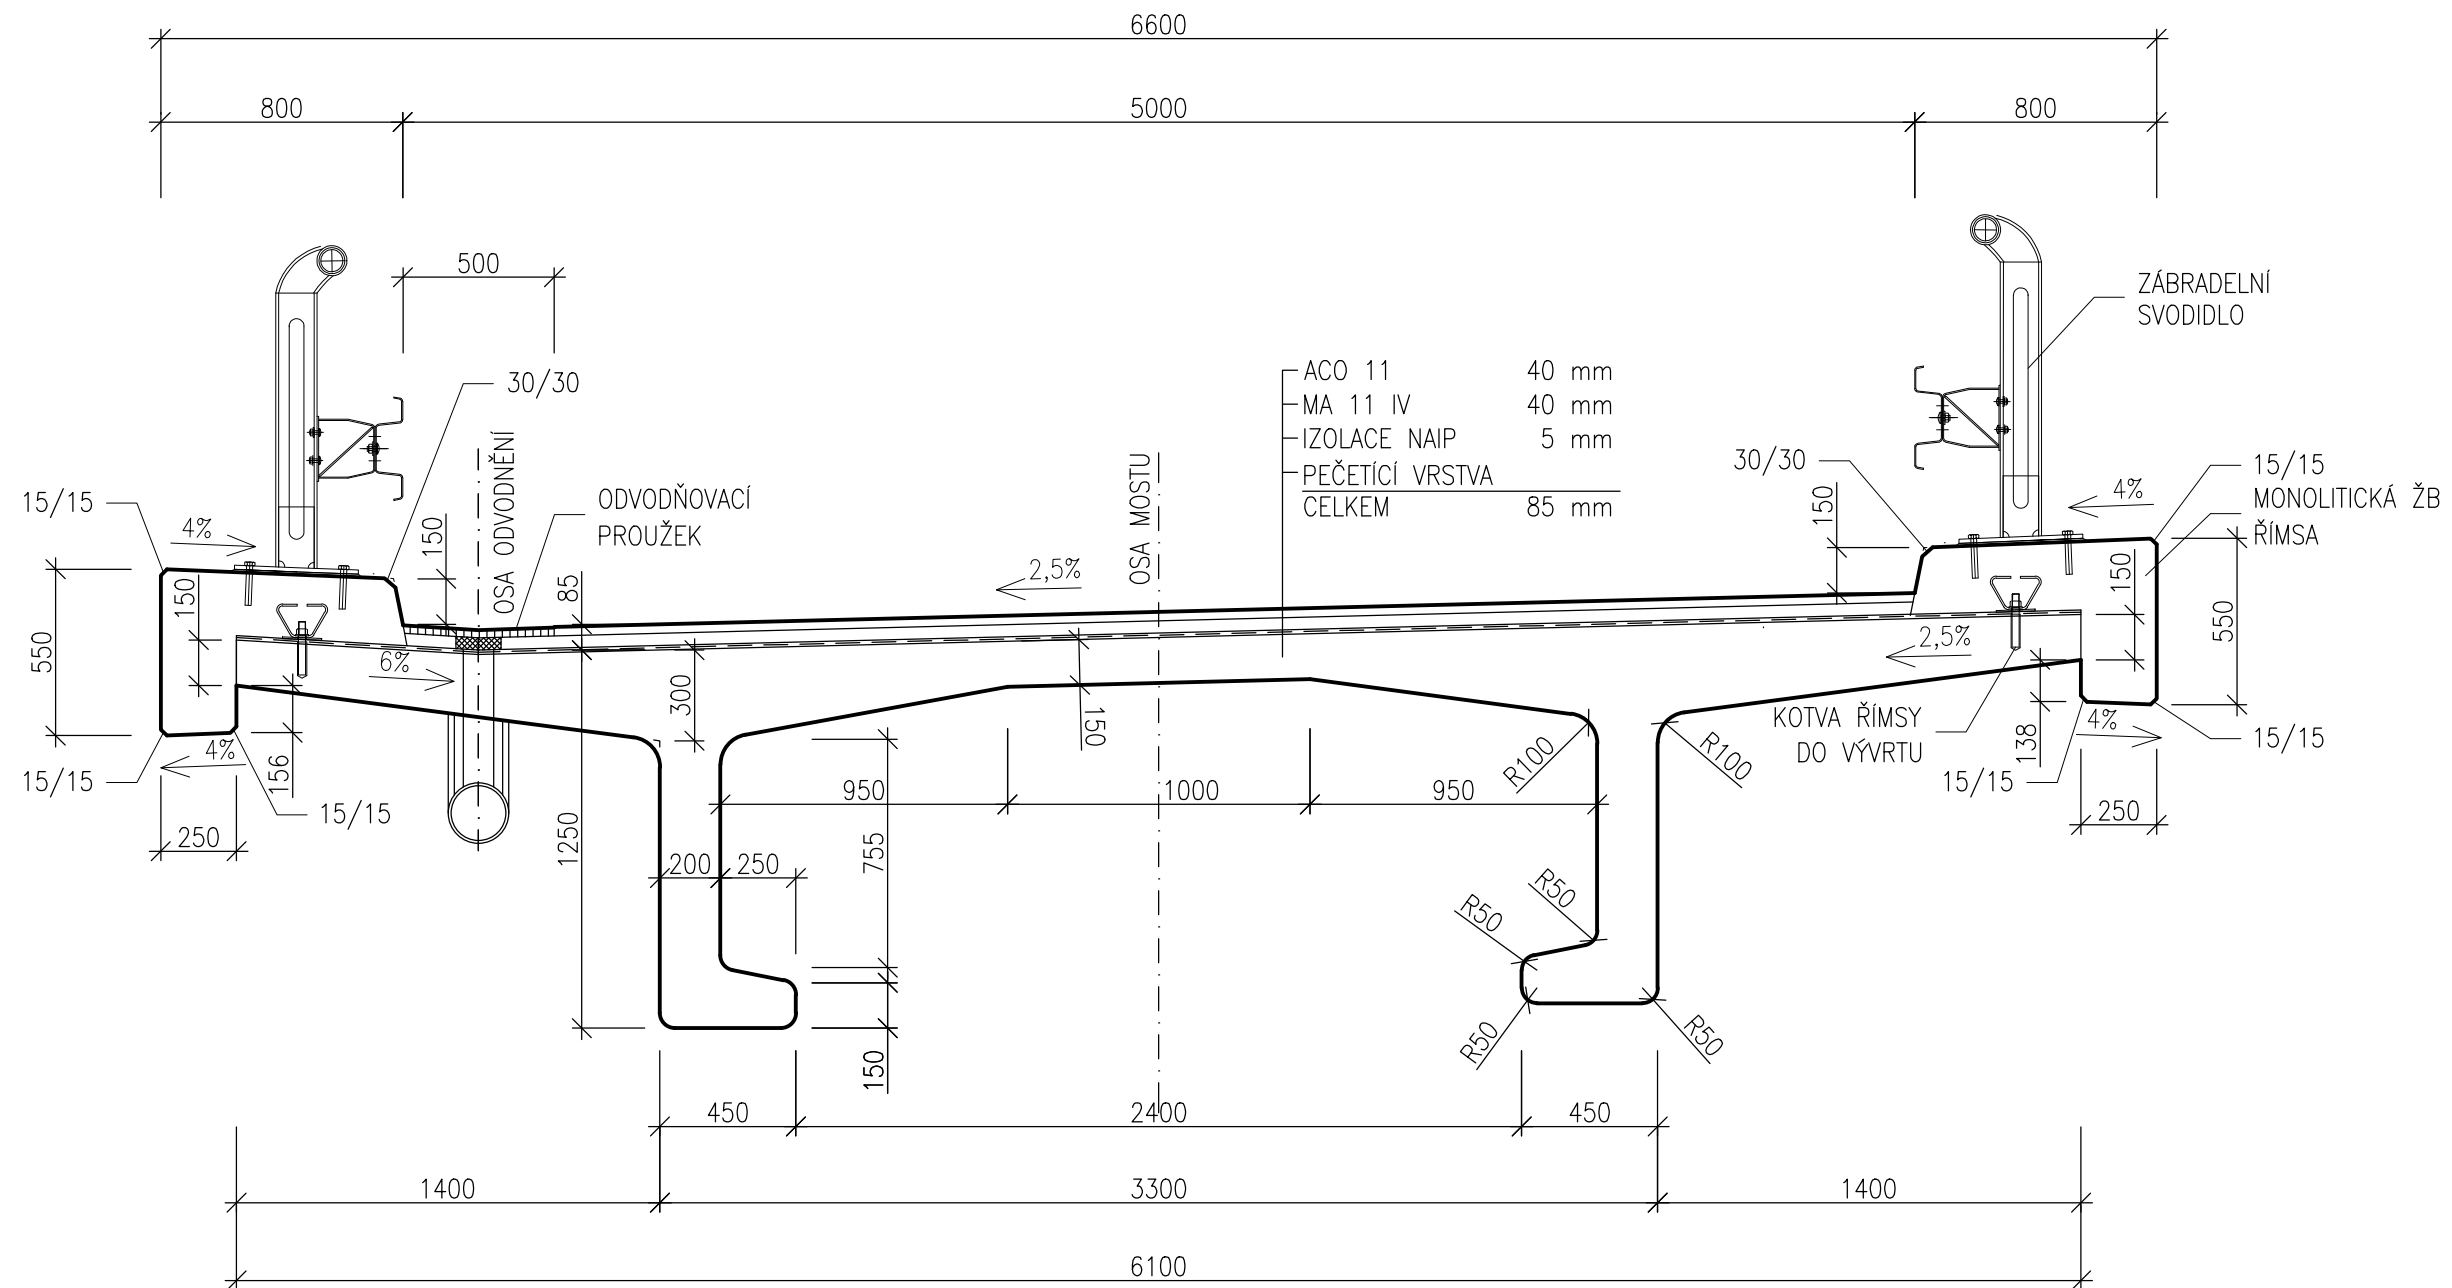 6600
800
5000
800
500
ZÁBRADELNÍ
SVODIDLO
30/30
ACO 11 40 mm
MA 11 IV 40 mm
IZOLACE NAIP 5 mm
PEČETÍCÍ VRSTVA
CELKEM 85 mm
OSA ODVODNĚNÍ
OSA MOSTU
ODVODŇOVACÍ
PROUŽEK
30/30
15/15
MONOLITICKÁ ŽB
ŘÍMSA
15/15
4%
4%
150
150
85
2,5%
150
150
550
550
6%
2,5%
300
150
138
156
KOTVA ŘÍMSY
DO VÝVRTU
4%
4%
15/15
15/15
15/15
15/15
R100
R100
950
1000
950
250
250
1250
755
200
250
R50
R50
R50
R50
150
450
2400
450
1400
3300
1400
6100